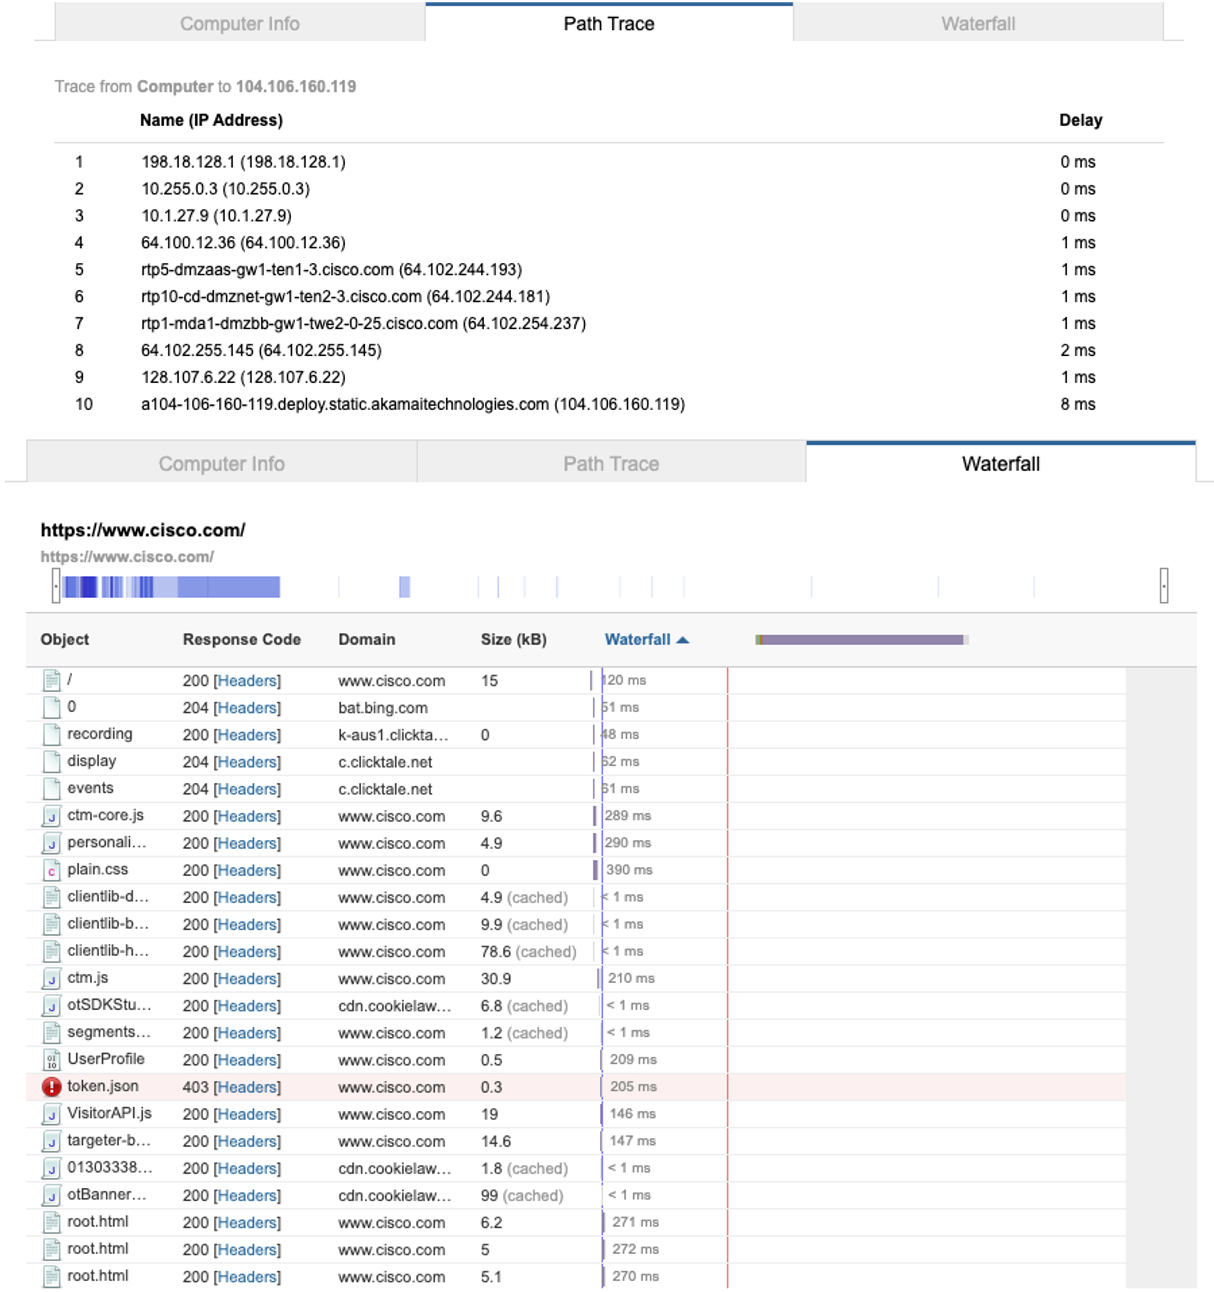 Computer Info Path Trace Waterfall
Trace from Computer to 104.106.160.119
Name (IP Address) Delay
1 198.18.128.1 (198.18.128.1) 0 ms
2 10.255.0.3 (10.255.0.3) 0 ms
3 10.1.27.9 (10.1.27.9) 0 ms
4 64.100.12.36 (64.100.12.36) 1 ms
5 rtp5-dmzaas-gw1-ten1-3.cisco.com (64.102.244.193) 1 ms
6 rtp10-cd-dmznet-gw1-ten2-3.cisco.com (64.102.244.181) 1 ms
7 rtp1-mda1-dmzbb-gw1-twe2-0-25.cisco.com (64.102.254.237) 1 ms
8 64.102.255.145 (64.102.255.145) 2 ms
9 128.107.6.22 (128.107.6.22) 1 ms
10 a104-106-160-119.deploy.static.akamaitechnologies.com (104.106.160.119) 8 ms
Computer Info Path Trace Waterfall
https://www.cisco.com/
https://www.cisco.com/
Object Response Code Domain Size (kB) Waterfall
/ 200 [Headers] www.cisco.com 15 120 ms
0 204 [Headers] bat.bing.com 51 ms
recording 200 [Headers] k-aus1.clickta... 0 48 ms
display 204 [Headers] c.clicktale.net 62 ms
events 204 [Headers] c.clicktale.net 61 ms
ctm-core.js 200 [Headers] www.cisco.com 9.6 289 ms
personali... 200 [Headers] www.cisco.com 4.9 290 ms
plain.css 200 [Headers] www.cisco.com 0 390 ms
clientlib-d... 200 [Headers] www.cisco.com 4.9 (cached) < 1 ms
clientlib-b... 200 [Headers] www.cisco.com 9.9 (cached) < 1 ms
clientlib-h... 200 [Headers] www.cisco.com 78.6 (cached) < 1 ms
ctm.js 200 [Headers] www.cisco.com 30.9 210 ms
otSDKStu... 200 [Headers] cdn.cookielaw... 6.8 (cached) < 1 ms
segments... 200 [Headers] www.cisco.com 1.2 (cached) < 1 ms
UserProfile 200 [Headers] www.cisco.com 0.5 209 ms
token.json 403 [Headers] www.cisco.com 0.3 205 ms
VisitorAPI.js 200 [Headers] www.cisco.com 19 146 ms
targeter-b... 200 [Headers] www.cisco.com 14.6 147 ms
01303338... 200 [Headers] cdn.cookielaw... 1.8 (cached) < 1 ms
otBanner... 200 [Headers] cdn.cookielaw... 99 (cached) < 1 ms
root.html 200 [Headers] www.cisco.com 6.2 271 ms
root.html 200 [Headers] www.cisco.com 5 272 ms
root.html 200 [Headers] www.cisco.com 5.1 270 ms